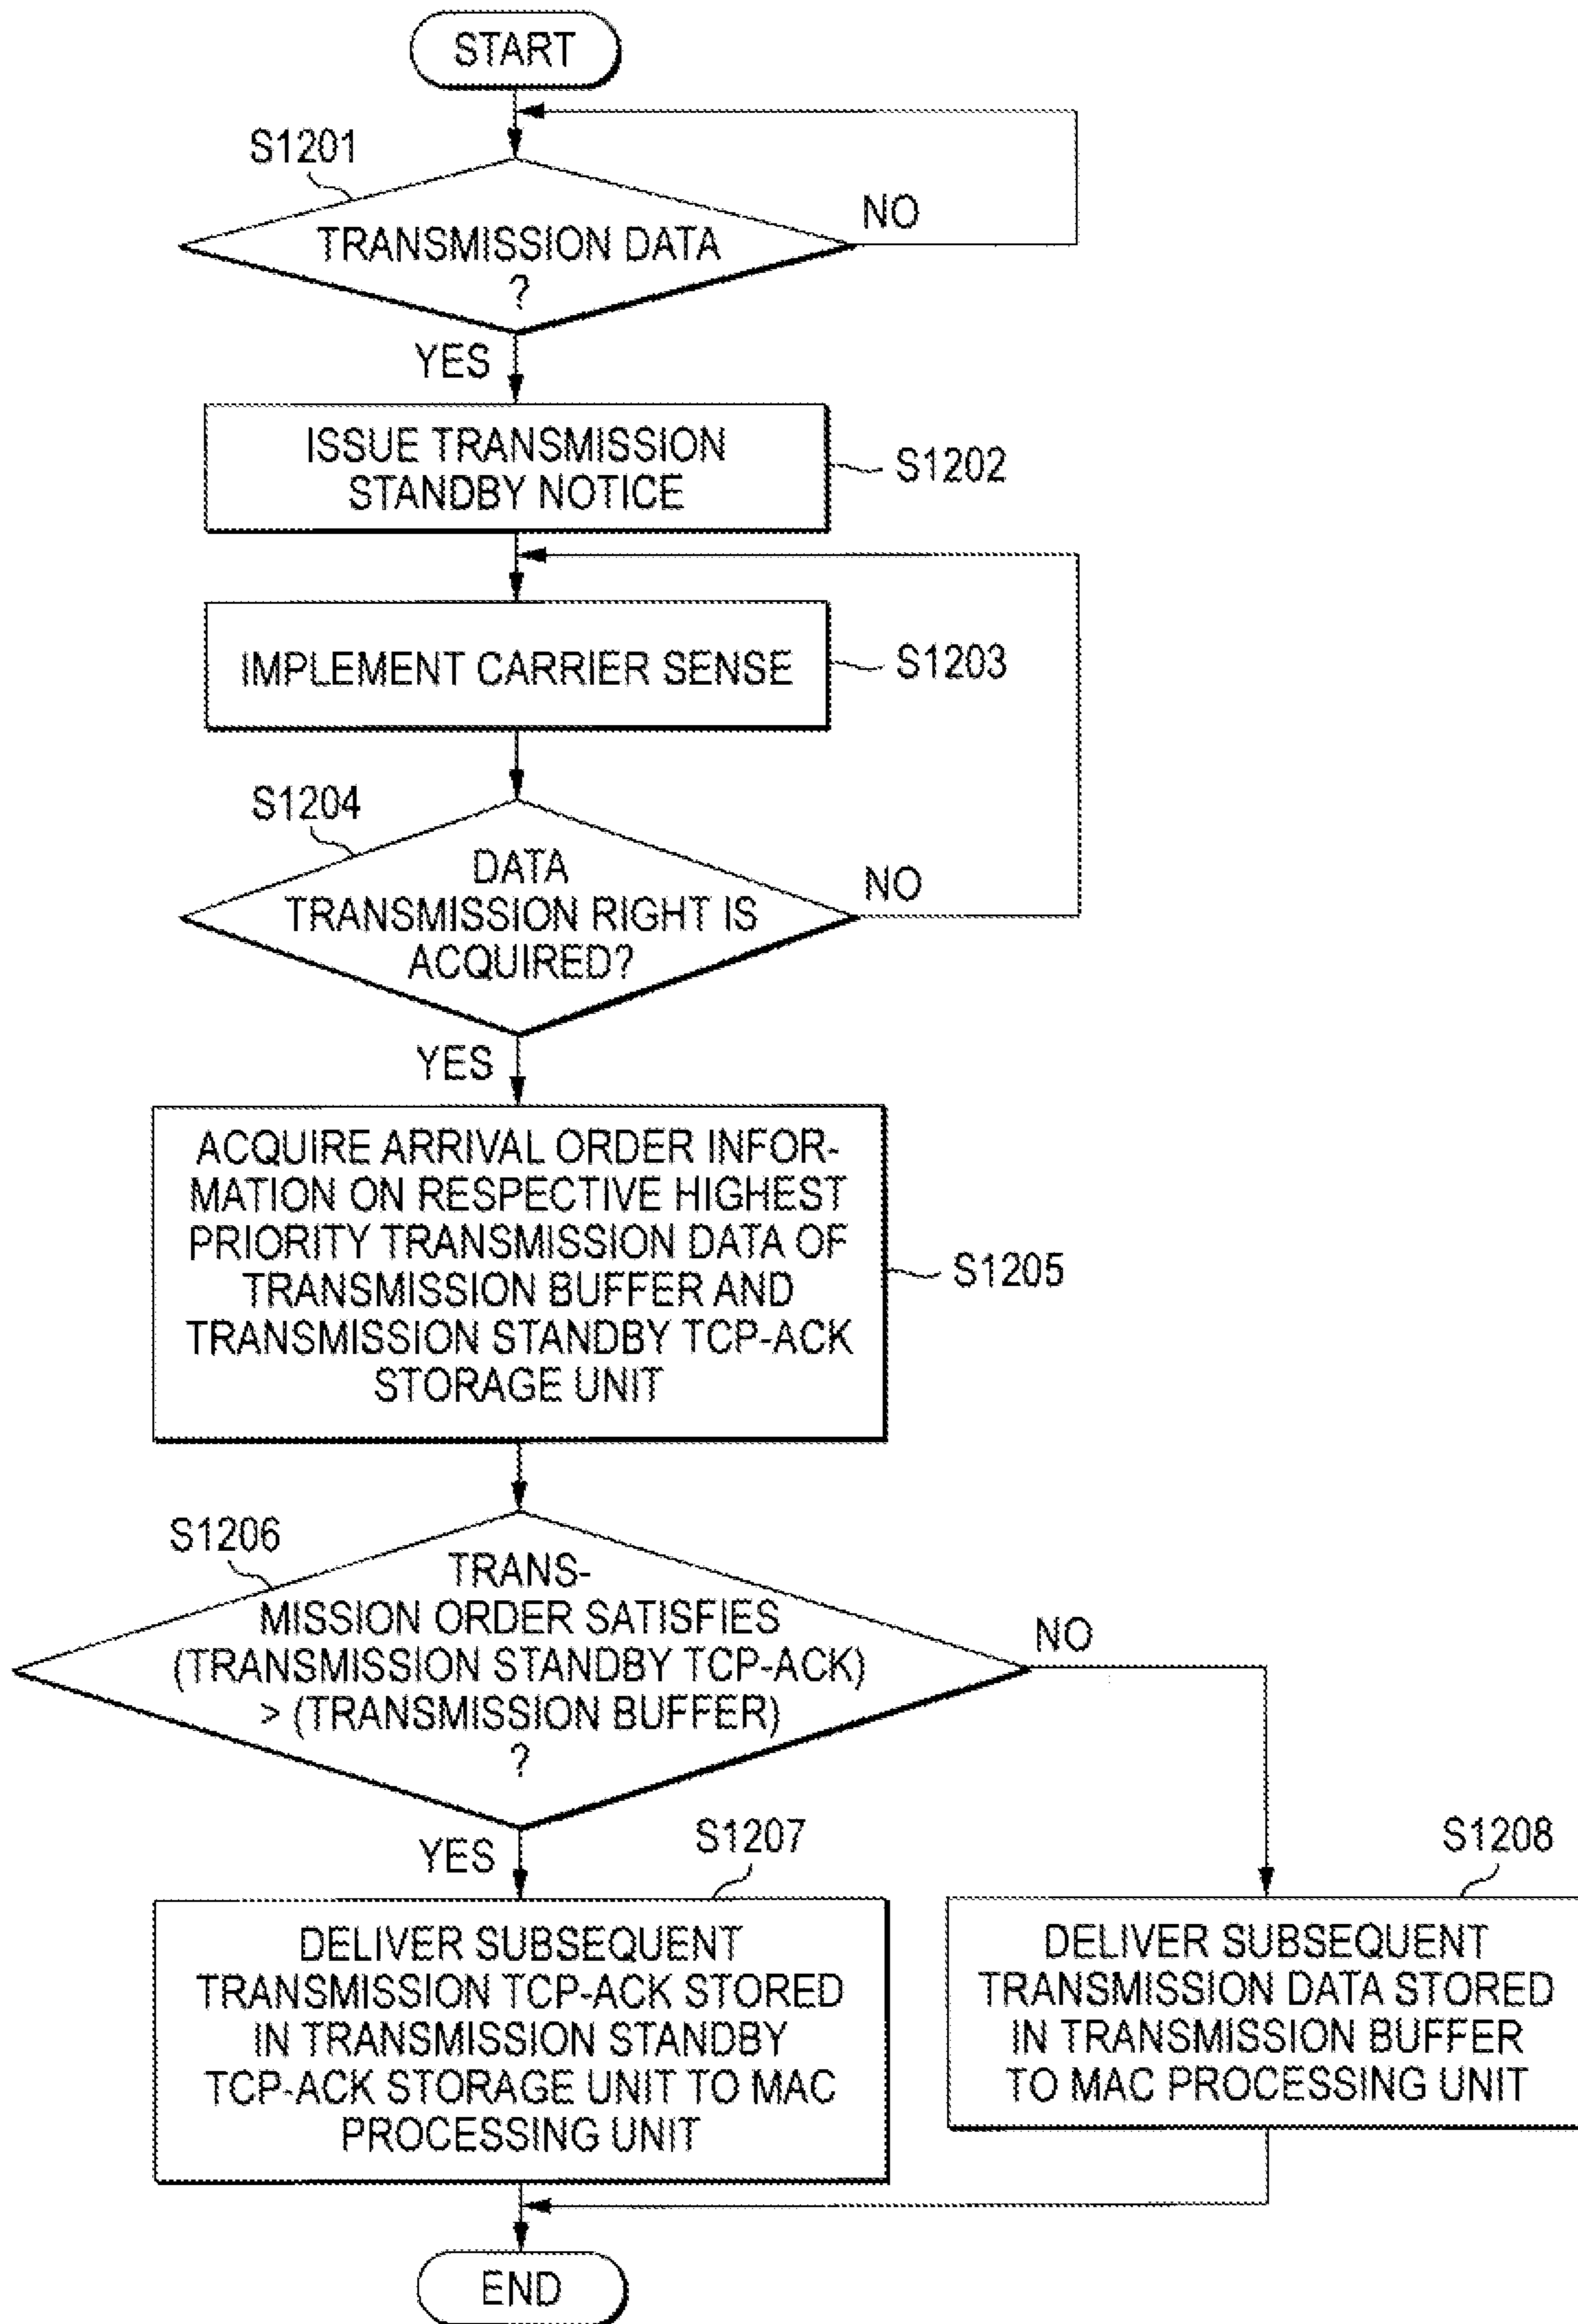 START
S1201
NO
TRANSMISSION DATA
?
YES
ISSUE TRANSMISSION
STANDBY NOTICE
S1202
IMPLEMENT CARRIER SENSE
S1203
S1204
DATA
TRANSMISSION RIGHT IS
ACQUIRED?
NO
YES
ACQUIRE ARRIVAL ORDER INFOR-
MATION ON RESPECTIVE HIGHEST
PRIORITY TRANSMISSION DATA OF
TRANSMISSION BUFFER AND
TRANSMISSION STANDBY TCP-ACK
STORAGE UNIT
S1205
S1206
TRANS-
MISSION ORDER SATISFIES
(TRANSMISSION STANDBY TCP-ACK)
> (TRANSMISSION BUFFER)
?
NO
YES
S1207
DELIVER SUBSEQUENT
TRANSMISSION TCP-ACK STORED
IN TRANSMISSION STANDBY
TCP-ACK STORAGE UNIT TO MAC
PROCESSING UNIT
S1208
DELIVER SUBSEQUENT
TRANSMISSION DATA STORED
IN TRANSMISSION BUFFER
TO MAC PROCESSING UNIT
END